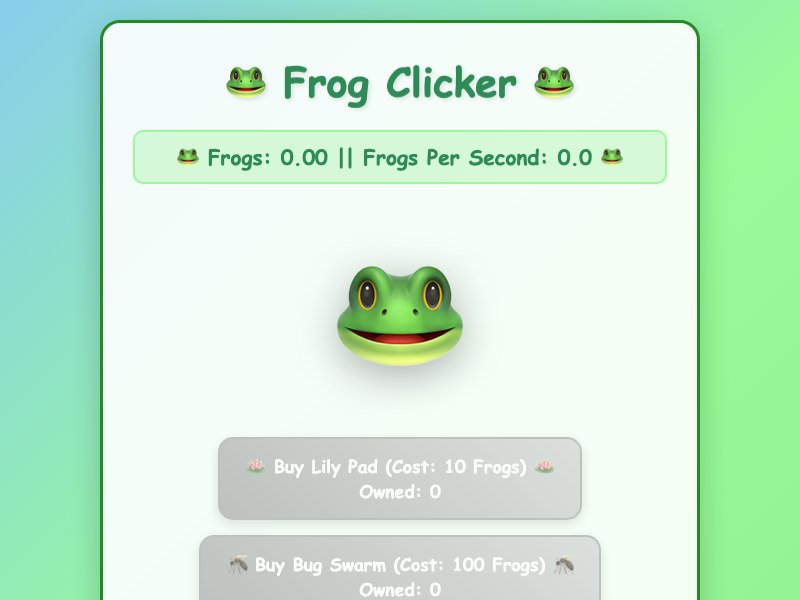 🐸 Frog Clicker 🐸
🐸 Frogs: 0.00 || Frogs Per Second: 0.0 🐸
🪷 Buy Lily Pad (Cost: 10 Frogs) 🪷
Owned: 0
🦟 Buy Bug Swarm (Cost: 100 Frogs) 🦟
Owned: 0